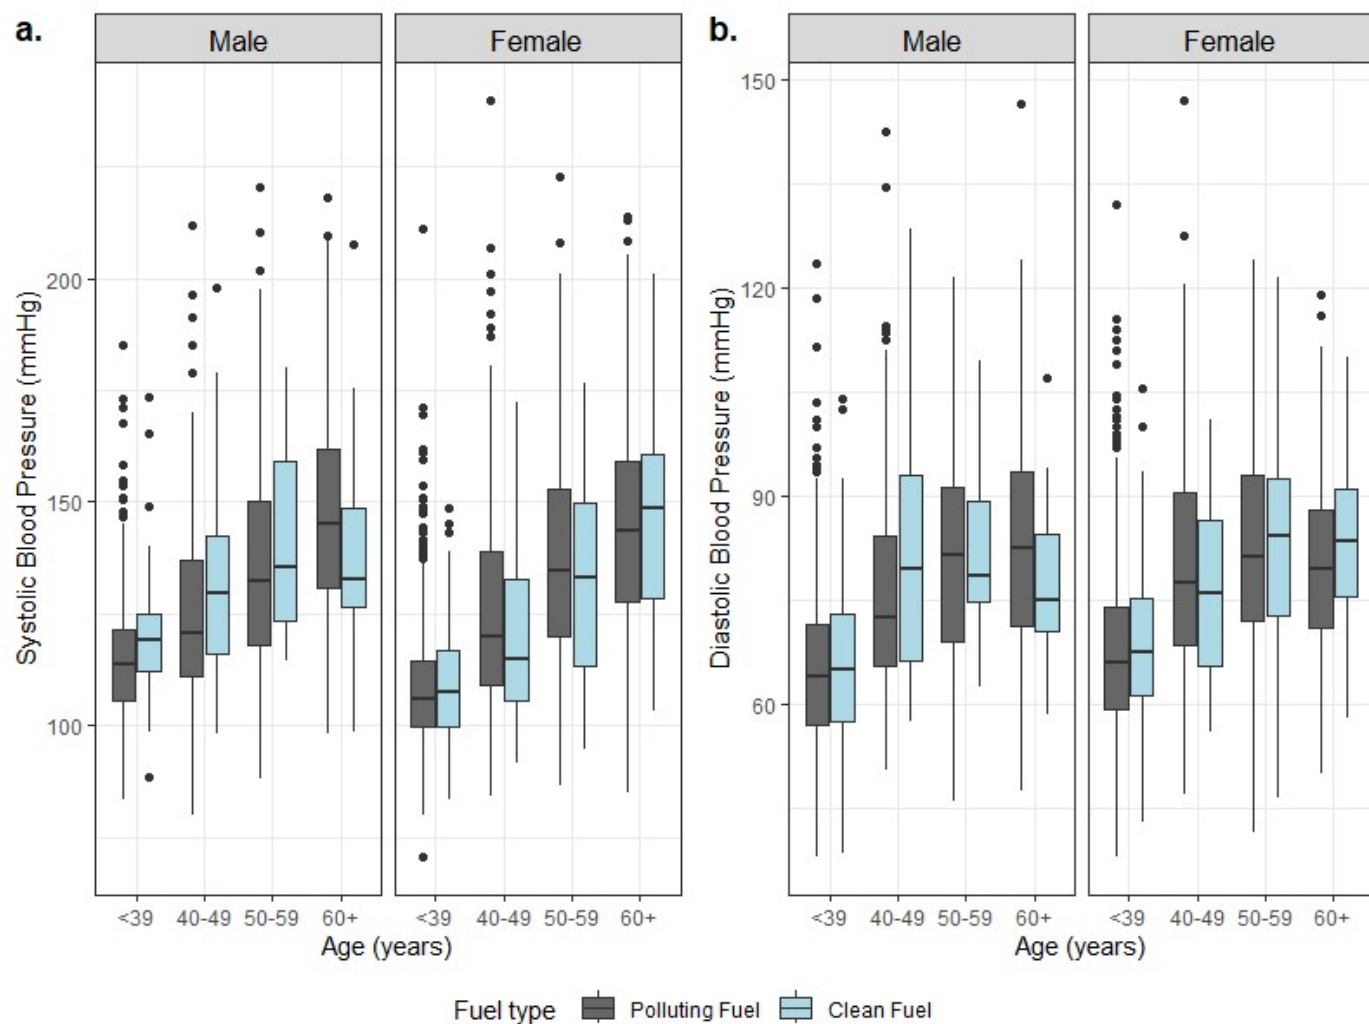 a.
Male
Female
Systolic Blood Pressure (mmHg)
200
150
100
<39 40-49 50-59 60+
<39 40-49 50-59 60+
Age (years)
b.
Male
Female
Diastolic Blood Pressure (mmHg)
150
120
90
60
<39 40-49 50-59 60+
<39 40-49 50-59 60+
Age (years)
Fuel type Polluting Fuel Clean Fuel